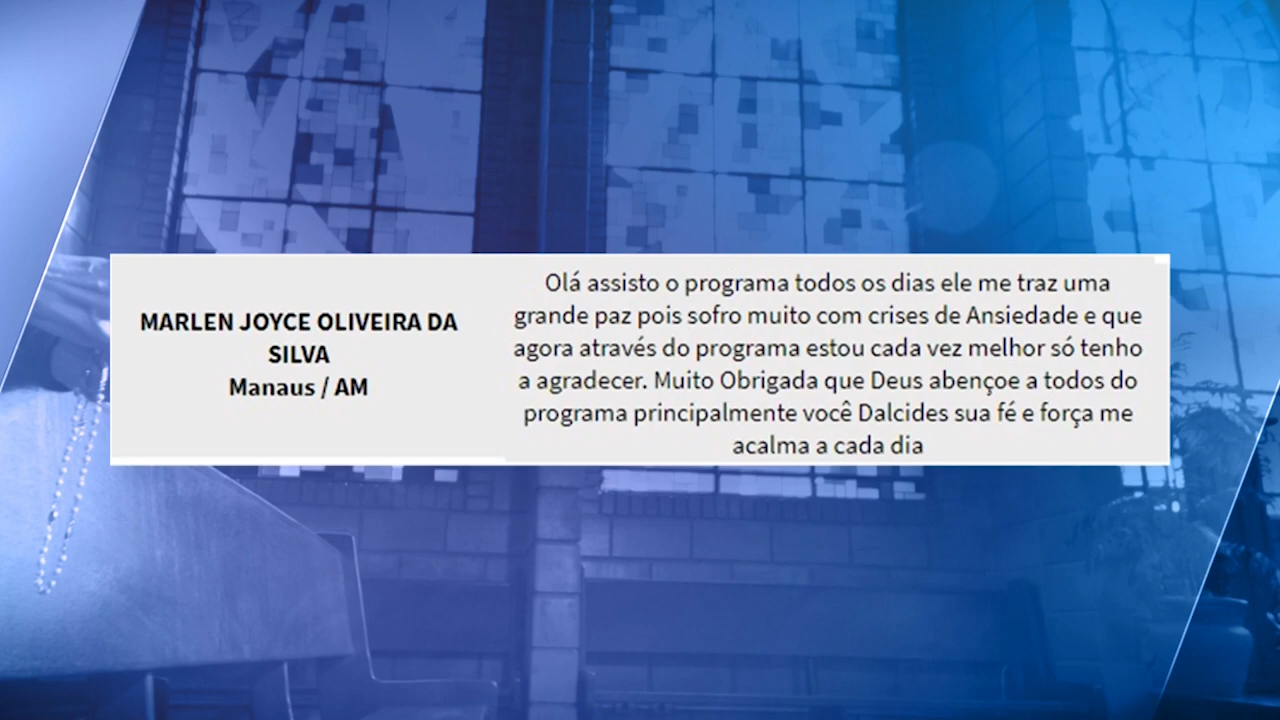 MARLEN JOYCE OLIVEIRA DA
SILVA
Manaus / AM
Olá assisto o programa todos os dias ele me traz uma
grande paz pois sofro muito com crises de Ansiedade e que
agora através do programa estou cada vez melhor só tenho
a agradecer. Muito Obrigada que Deus abençoe a todos do
programa principalmente você Dalcides sua fé e força me
acalma a cada dia